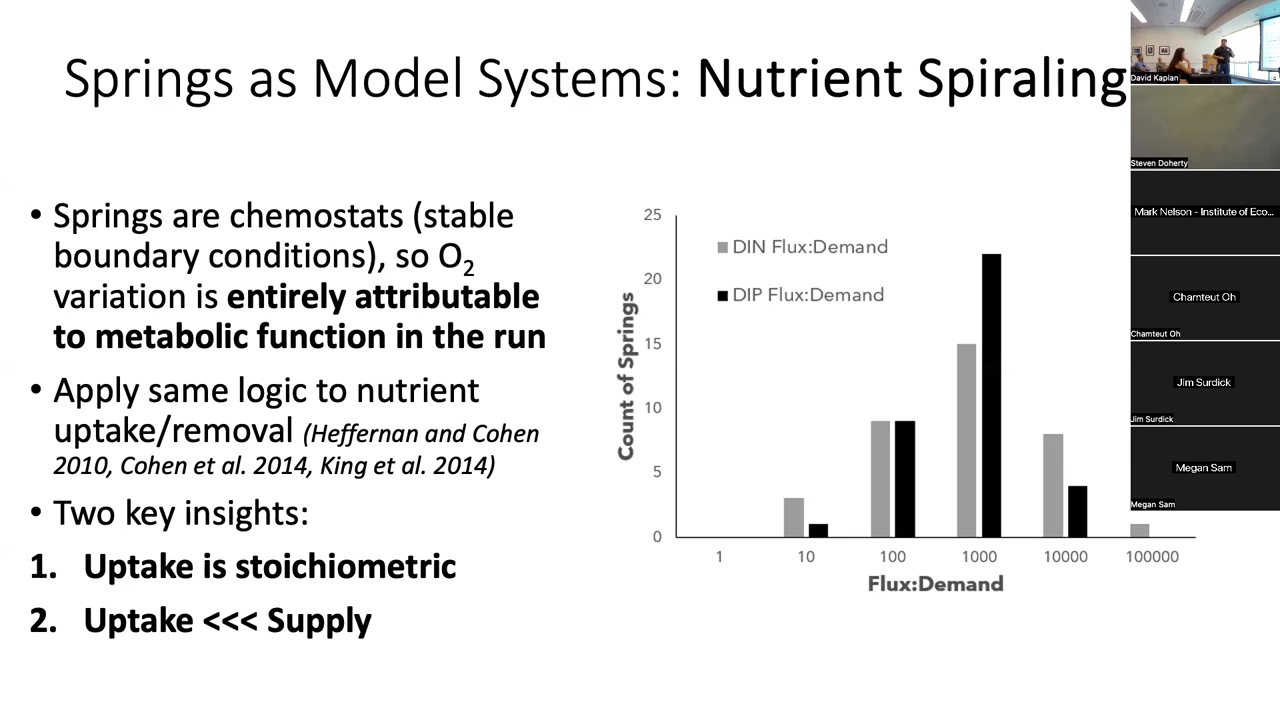 Springs as Model Systems: Nutrient Spiraling
• Springs are chemostats (stable
boundary conditions), so O₂
variation is entirely attributable
to metabolic function in the run
• Apply same logic to nutrient
uptake/removal (Heffernan and Cohen
2010, Cohen et al. 2014, King et al. 2014)
• Two key insights:
1. Uptake is stoichiometric
2. Uptake <<< Supply
25
20
15
10
5
0
Count of Springs
DIN Flux:Demand
DIP Flux:Demand
1 10 100 1000 10000 100000
Flux:Demand
David Kaplan
Steven Doherty
Mark Nelson - Institute of Eco...
Chamteut Oh
Chamteut Oh
Jim Surdick
Jim Surdick
Megan Sam
Megan Sam